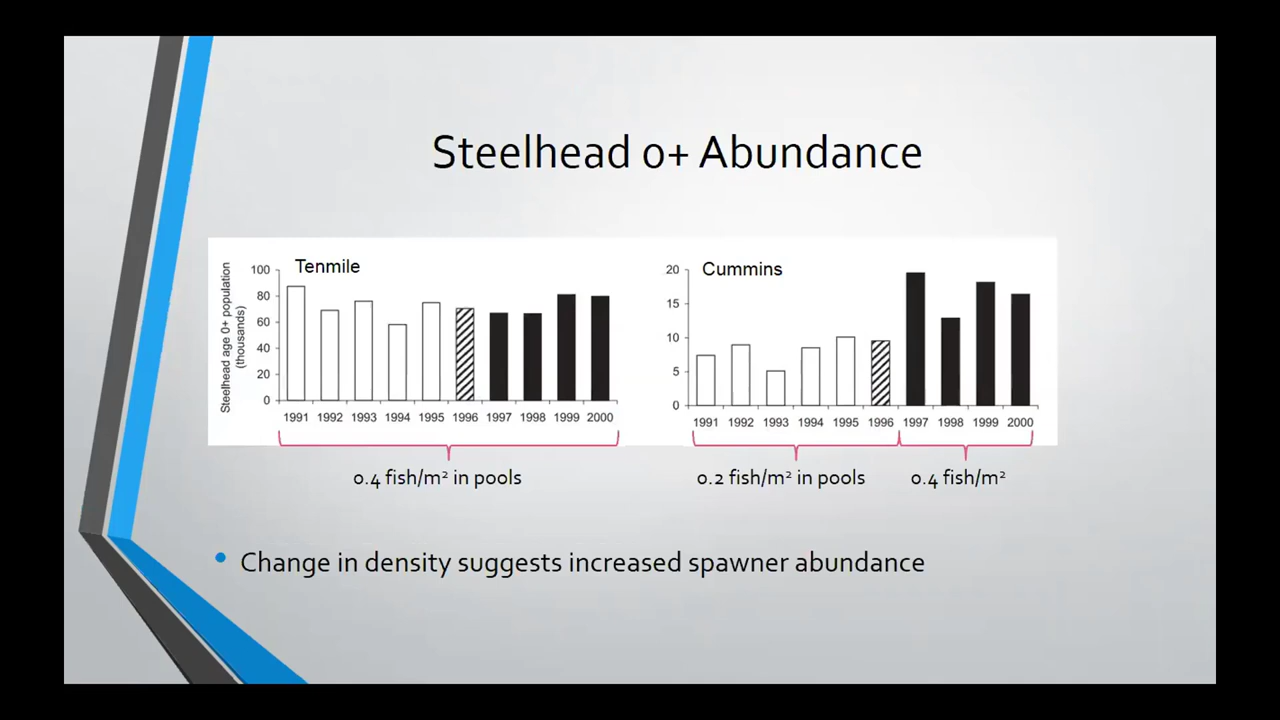 Steelhead 0+ Abundance
Steelhead age 0+ population
(thousands)
Tenmile
100
80
60
40
20
0
1991 1992 1993 1994 1995 1996 1997 1998 1999 2000
Cummins
20
15
10
5
0
1991 1992 1993 1994 1995 1996 1997 1998 1999 2000
0.4 fish/m² in pools
0.2 fish/m² in pools
0.4 fish/m²
• Change in density suggests increased spawner abundance